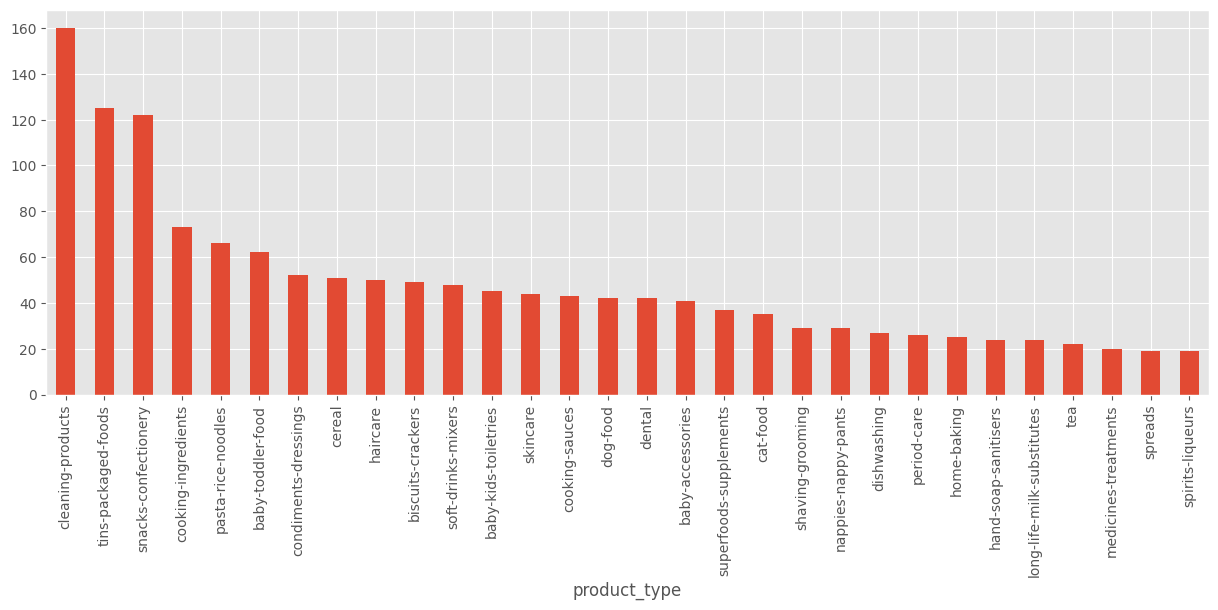 160
140
120
100
80
60
40
20
0
cleaning-products
tins-packaged-foods
snacks-confectionery
cooking-ingredients
pasta-rice-noodles
baby-toddler-food
condiments-dressings
cereal
haircare
biscuits-crackers
soft-drinks-mixers
baby-kids-toiletries
skincare
cooking-sauces
dog-food
dental
baby-accessories
superfoods-supplements
cat-food
shaving-grooming
nappies-nappy-pants
dishwashing
period-care
home-baking
hand-soap-sanitisers
long-life-milk-substitutes
tea
medicines-treatments
spreads
spirits-liqueurs
product_type